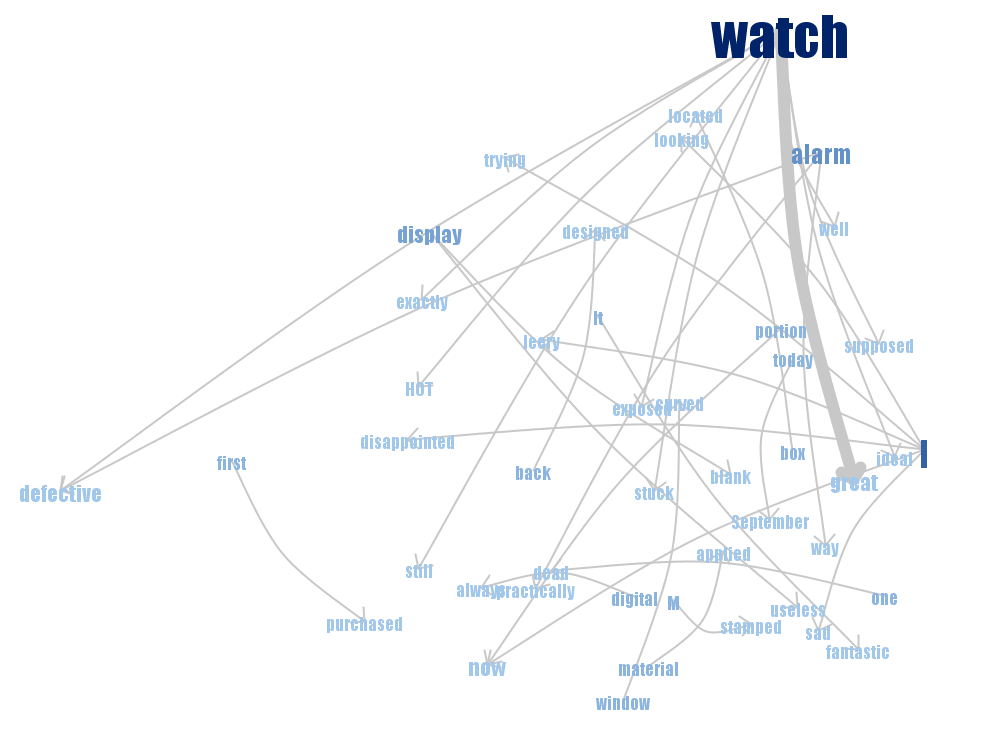 watch
located
looking
alarm
trying
well
designed
display
exactly
It
portion
leery
supposed
today
HOT
exposed
curved
disappointed
box
I
ideal
first
back
blank
great
defective
stuck
September
way
applied
still
dead
always
practically
digital
M
one
useless
purchased
stamped
sad
fantastic
now
material
window